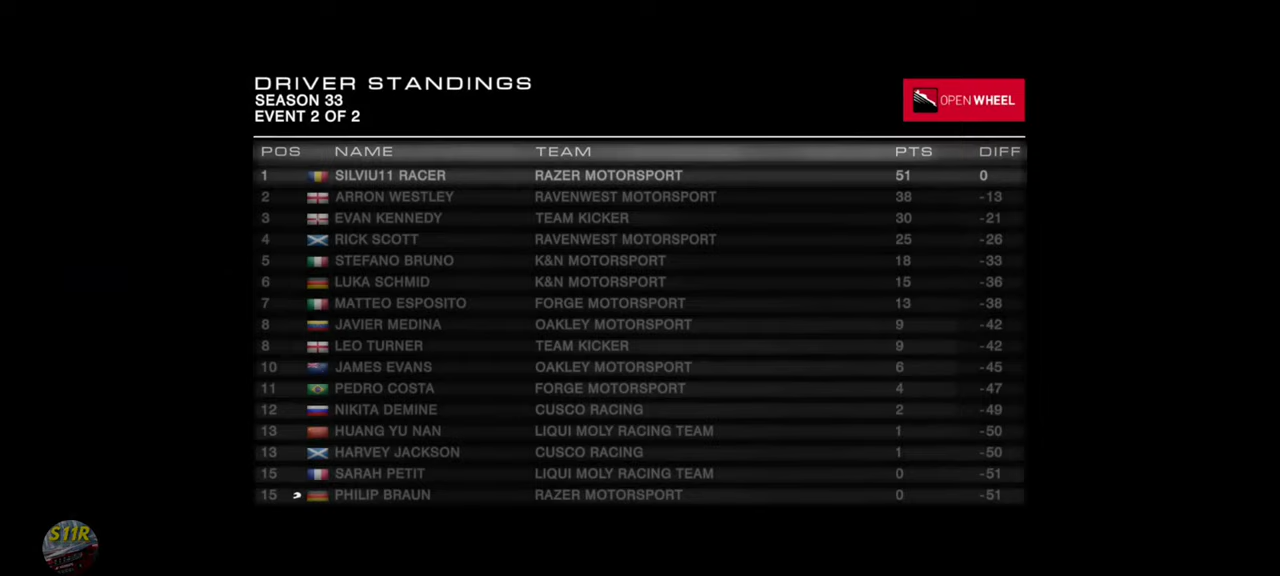 DRIVER STANDINGS
SEASON 33
EVENT 2 OF 2
OPEN WHEEL
POS NAME TEAM PTS DIFF
1 SILVIU11 RACER RAZER MOTORSPORT 51 0
2 ARRON WESTLEY RAVENWEST MOTORSPORT 38 -13
3 EVAN KENNEDY TEAM KICKER 30 -21
4 RICK SCOTT RAVENWEST MOTORSPORT 25 -26
5 STEFANO BRUNO K&N MOTORSPORT 18 -33
6 LUKA SCHMID K&N MOTORSPORT 15 -36
7 MATTEO ESPOSITO FORGE MOTORSPORT 13 -38
8 JAVIER MEDINA OAKLEY MOTORSPORT 9 -42
8 LEO TURNER TEAM KICKER 9 -42
10 JAMES EVANS OAKLEY MOTORSPORT 6 -45
11 PEDRO COSTA FORGE MOTORSPORT 4 -47
12 NIKITA DEMINE CUSCO RACING 2 -49
13 HUANG YU NAN LIQUI MOLY RACING TEAM 1 -50
13 HARVEY JACKSON CUSCO RACING 1 -50
15 SARAH PETIT LIQUI MOLY RACING TEAM 0 -51
15 PHILIP BRAUN RAZER MOTORSPORT 0 -51
S11R